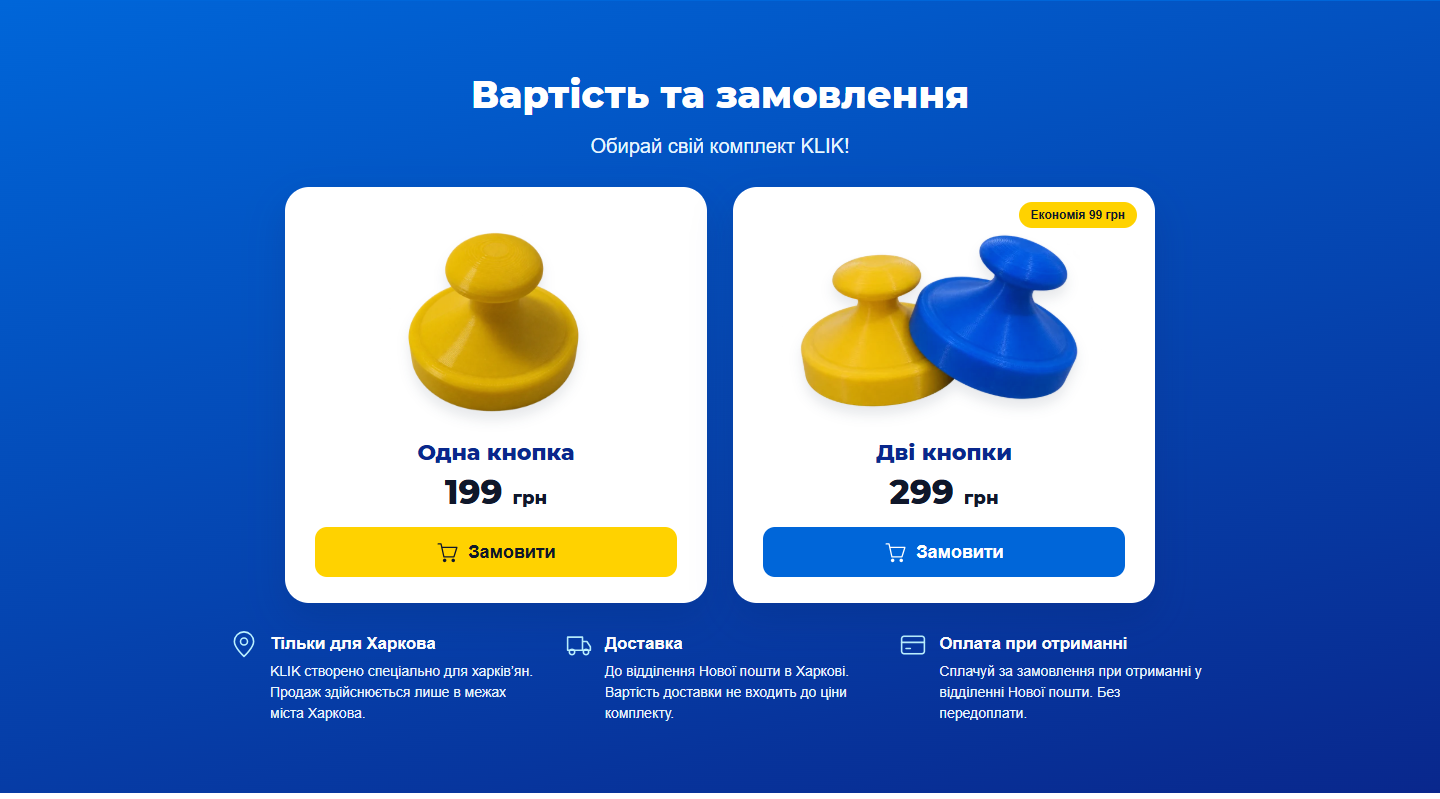 Вартість та замовлення
Обирай свій комплект KLIK!
Економія 99 грн
Одна кнопка
199 грн
Замовити
Дві кнопки
299 грн
Замовити
Тільки для Харкова
KLIK створено спеціально для харків'ян.
Продаж здійснюється лише в межах
міста Харкова.
Доставка
До відділення Нової пошти в Харкові.
Вартість доставки не входить до ціни
комплекту.
Оплата при отриманні
Сплачуй за замовлення при отриманні у
відділенні Нової пошти. Без
передоплати.